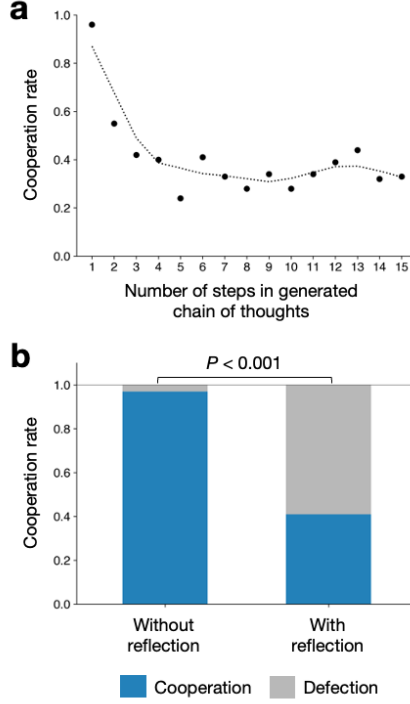 a
Cooperation rate
1.0
0.8
0.6
0.4
0.2
0.0
1 2 3 4 5 6 7 8 9 10 11 12 13 14 15
Number of steps in generated
chain of thoughts
b
P < 0.001
Cooperation rate
1.0
0.8
0.6
0.4
0.2
0.0
Without
reflection
With
reflection
Cooperation
Defection